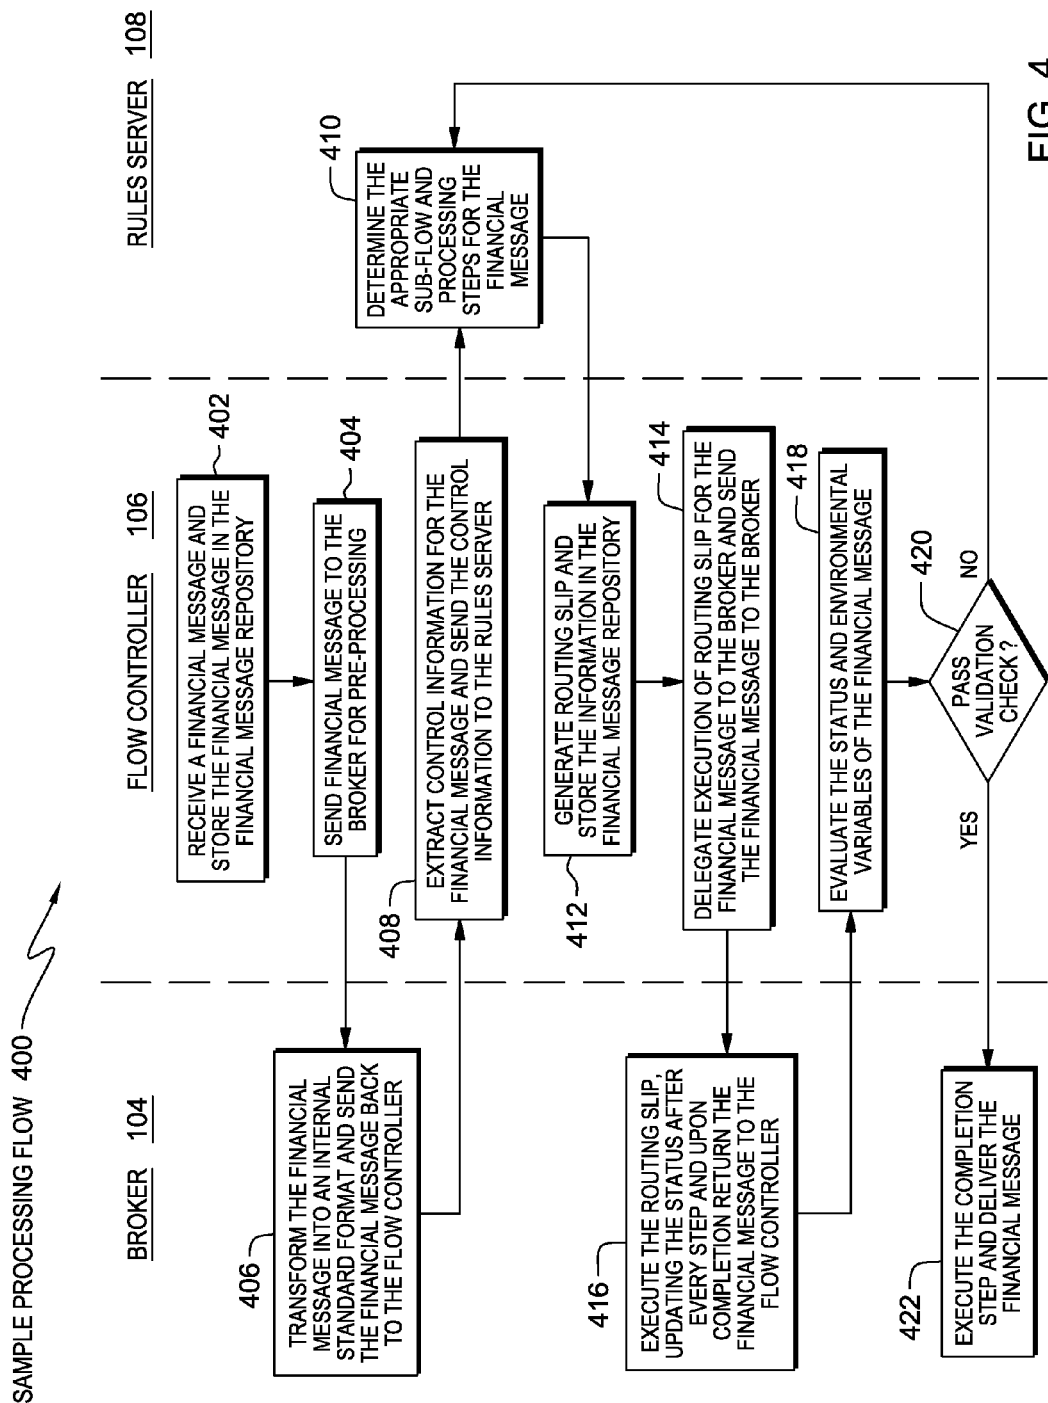 SAMPLE PROCESSING FLOW 400
BROKER 104
FLOW CONTROLLER 106
RULES SERVER 108
402
RECEIVE A FINANCIAL MESSAGE AND
STORE THE FINANCIAL MESSAGE IN THE
FINANCIAL MESSAGE REPOSITORY
404
SEND FINANCIAL MESSAGE TO THE
BROKER FOR PRE-PROCESSING
406
TRANSFORM THE FINANCIAL
MESSAGE INTO AN INTERNAL
STANDARD FORMAT AND SEND
THE FINANCIAL MESSAGE BACK
TO THE FLOW CONTROLLER
408
EXTRACT CONTROL INFORMATION FOR THE
FINANCIAL MESSAGE AND SEND THE CONTROL
INFORMATION TO THE RULES SERVER
410
DETERMINE THE
APPROPRIATE
SUB-FLOW AND
PROCESSING
STEPS FOR THE
FINANCIAL
MESSAGE
412
GENERATE ROUTING SLIP AND
STORE THE INFORMATION IN THE
FINANCIAL MESSAGE REPOSITORY
414
DELEGATE EXECUTION OF ROUTING SLIP FOR THE
FINANCIAL MESSAGE TO THE BROKER AND SEND
THE FINANCIAL MESSAGE TO THE BROKER
416
EXECUTE THE ROUTING SLIP,
UPDATING THE STATUS AFTER
EVERY STEP AND UPON
COMPLETION RETURN THE
FINANCIAL MESSAGE TO THE
FLOW CONTROLLER
418
EVALUATE THE STATUS AND ENVIRONMENTAL
VARIABLES OF THE FINANCIAL MESSAGE
420
PASS
VALIDATION
CHECK ?
YES
NO
422
EXECUTE THE COMPLETION
STEP AND DELIVER THE
FINANCIAL MESSAGE
FIG. 4